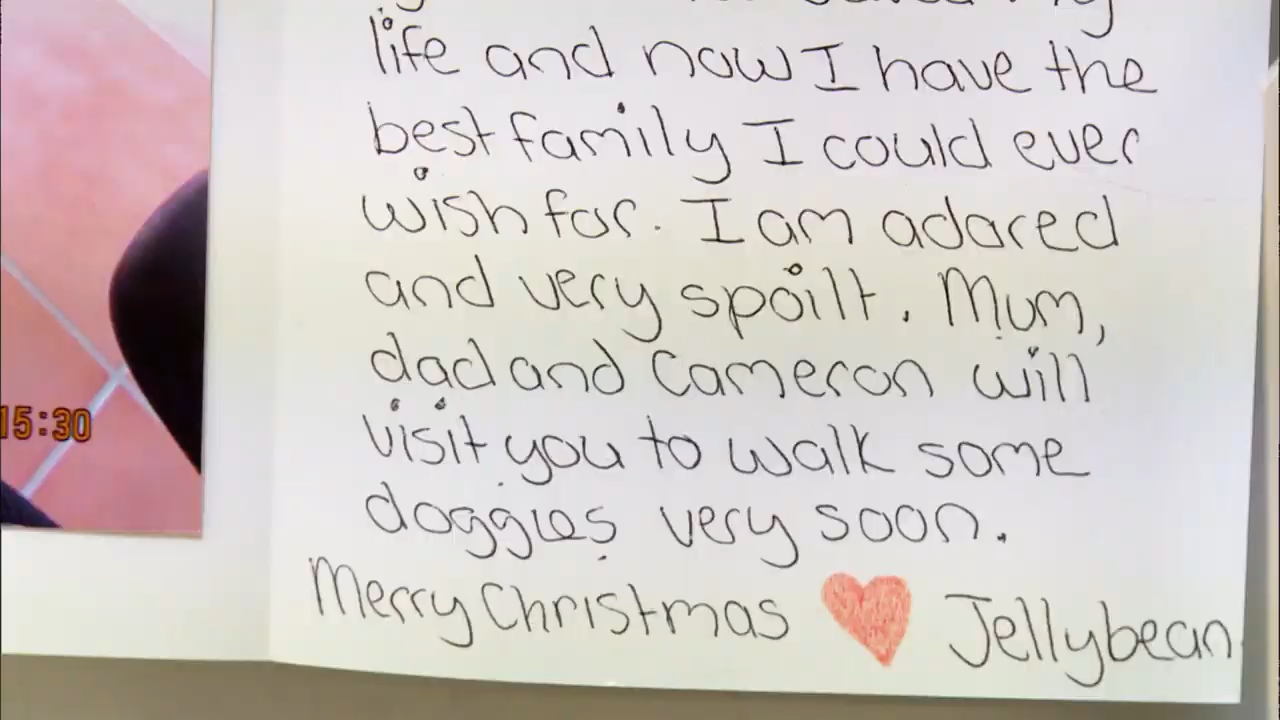 life and now I have the
best family I could ever
wish for. I am adored
and very spoilt. Mum,
dad and Cameron will
visit you to walk some
doggies very soon.
Merry Christmas Jellybean
15:30